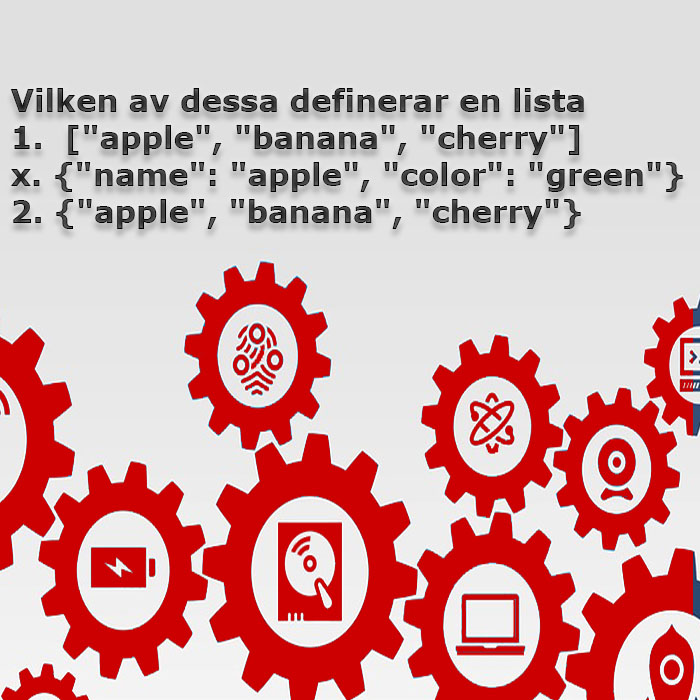 Vilken av dessa definerar en lista
1. ["apple", "banana", "cherry"]
x. {"name": "apple", "color": "green"}
2. {"apple", "banana", "cherry"}